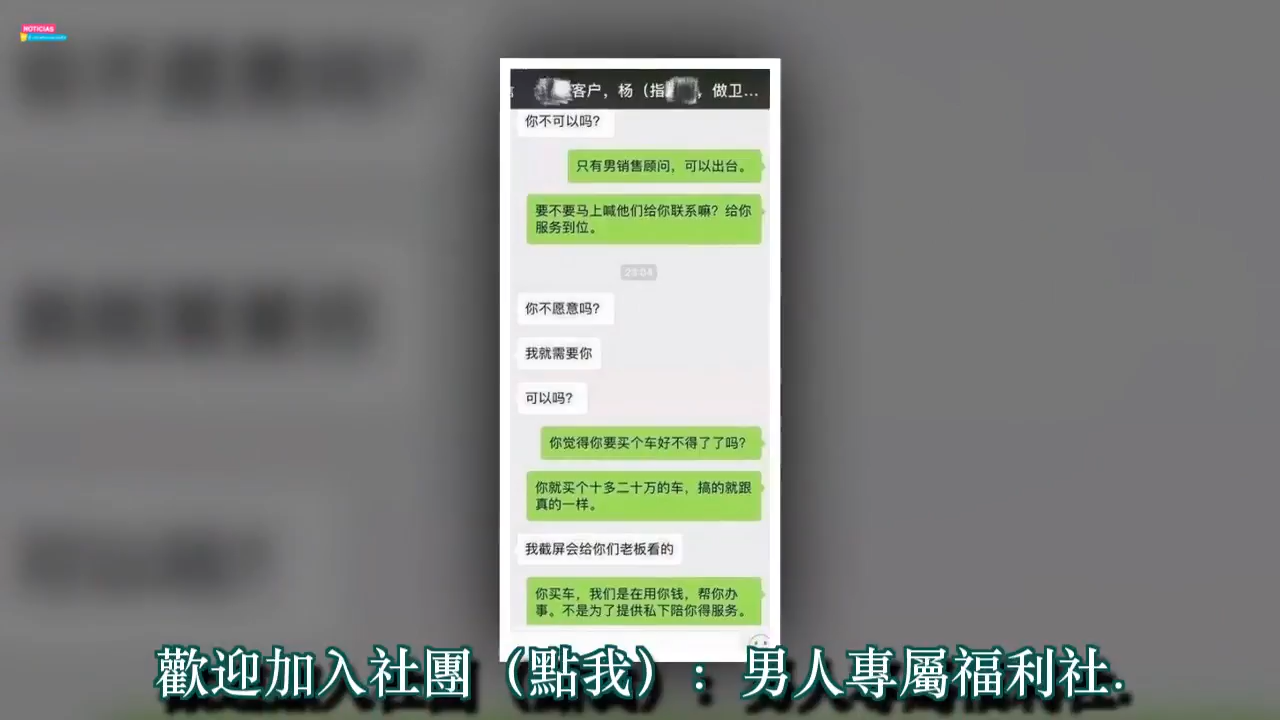 NOTICIAS
客户，杨（指
，做卫...
你不可以吗？
只有男销售顾问，可以出台。
要不要马上喊他们给你联系嘛？给你
服务到位。
23:04
你不愿意吗？
我就需要你
可以吗？
你觉得你要买个车好不得了了吗？
你就买个十多二十万的车，搞的就跟
真的一样。
我截屏会给你们老板看的
你买车，我们是在用你钱，帮你办
事。不是为了提供私下陪你得服务。
歡迎加入社團（點我）：男人專屬福利社.